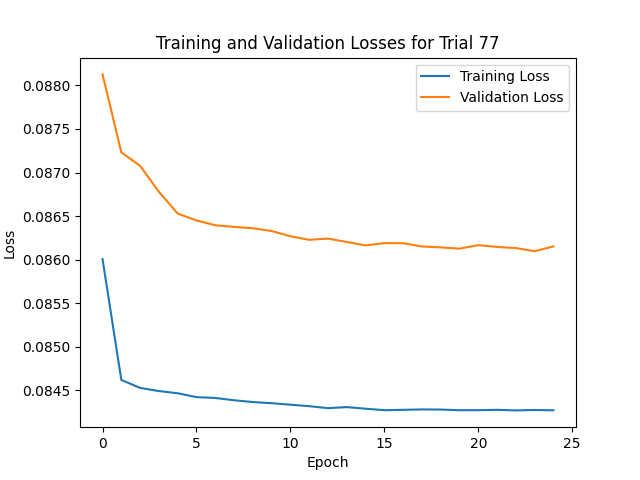 Training and Validation Losses for Trial 77
Training Loss
Validation Loss
0.0880
0.0875
0.0870
0.0865
0.0860
0.0855
0.0850
0.0845
Loss
0 5 10 15 20 25
Epoch